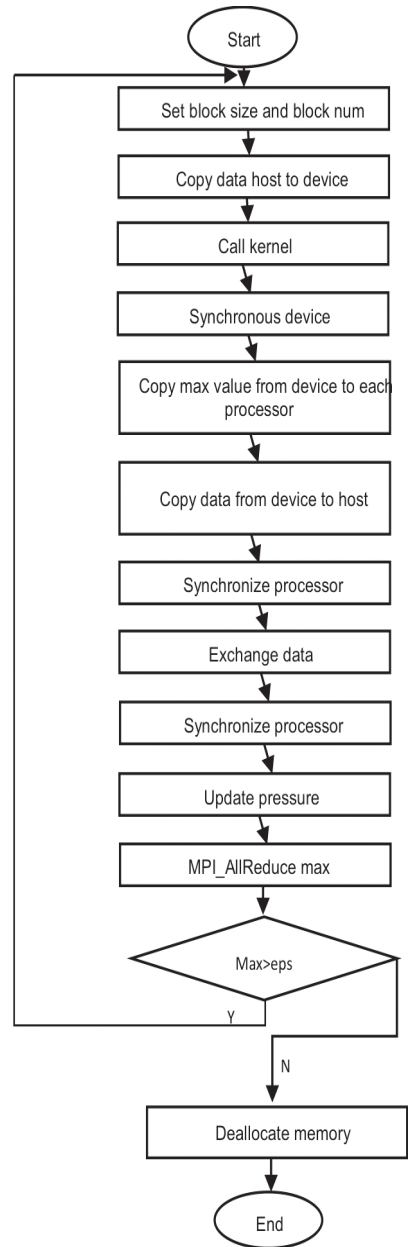 Start
Set block size and block num
Copy data host to device
Call kernel
Synchronous device
Copy max value from device to each
processor
Copy data from device to host
Synchronize processor
Exchange data
Synchronize processor
Update pressure
MPI_AllReduce max
Max>eps
Y
N
Deallocate memory
End